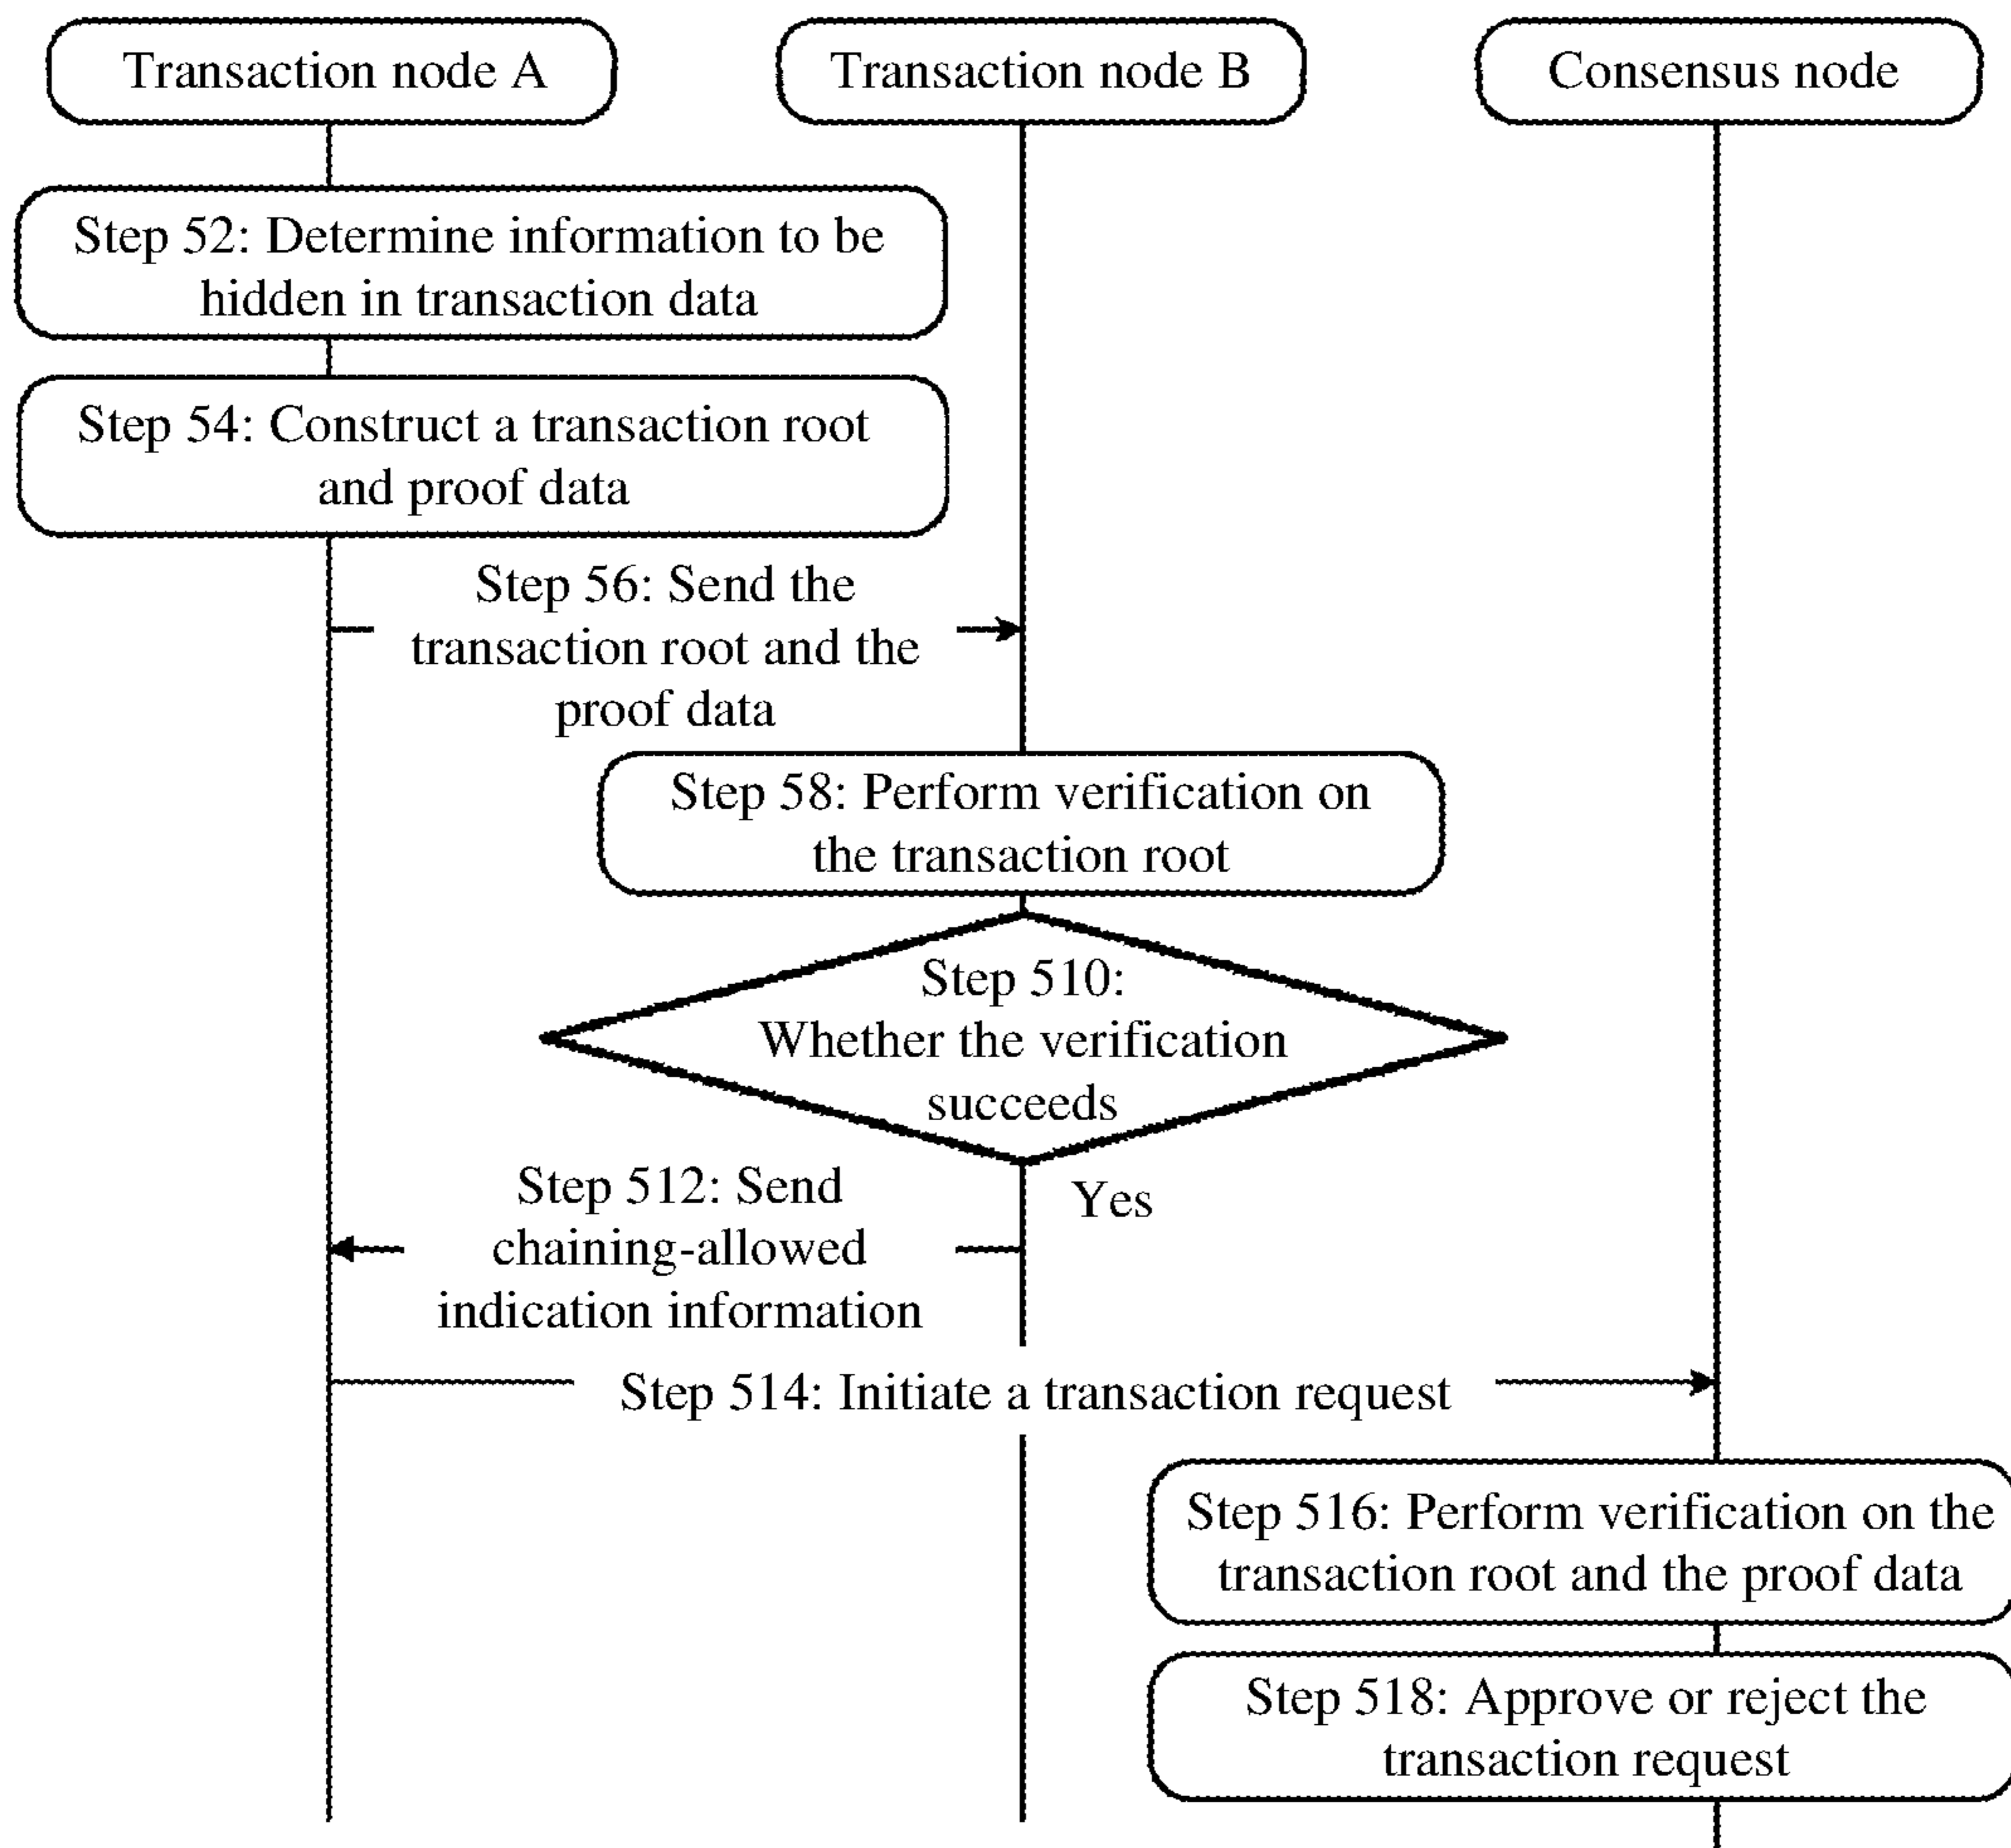 Transaction node A
Transaction node B
Consensus node
Step 52: Determine information to be
hidden in transaction data
Step 54: Construct a transaction root
and proof data
Step 56: Send the
transaction root and the
proof data
Step 58: Perform verification on
the transaction root
Step 510:
Whether the verification
succeeds
Yes
Step 512: Send
chaining-allowed
indication information
Step 514: Initiate a transaction request
Step 516: Perform verification on the
transaction root and the proof data
Step 518: Approve or reject the
transaction request